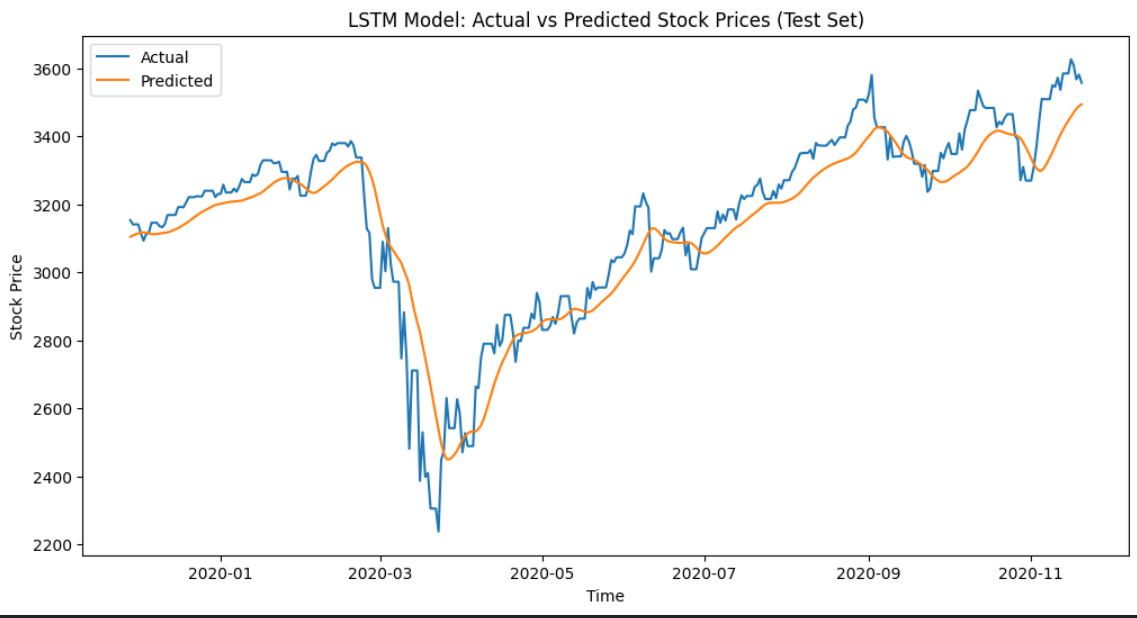 LSTM Model: Actual vs Predicted Stock Prices (Test Set)
Actual
Predicted
3600
3400
3200
3000
2800
2600
2400
2200
Stock Price
2020-01
2020-03
2020-05
2020-07
2020-09
2020-11
Time